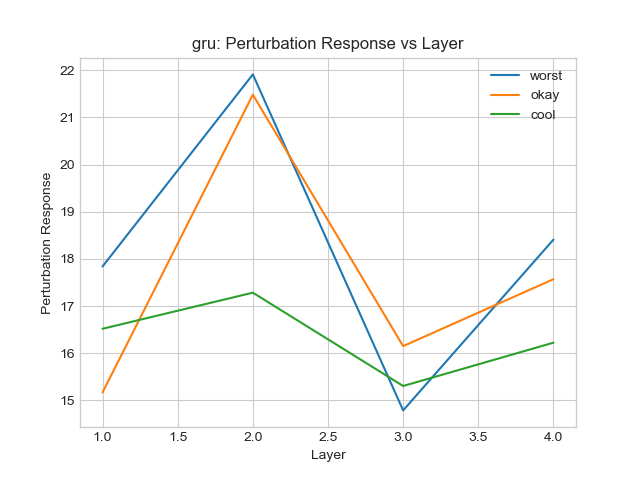 gru: Perturbation Response vs Layer
worst
okay
cool
Perturbation Response
22
21
20
19
18
17
16
15
1.0 1.5 2.0 2.5 3.0 3.5 4.0
Layer